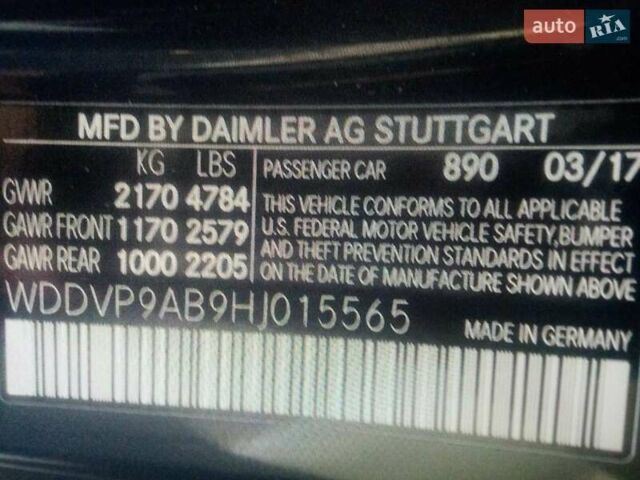 auto RIA .com
MFD BY DAIMLER AG STUTTGART
KG LBS
GVWR 2170 4784
GAWR FRONT 1170 2579
GAWR REAR 1000 2205
PASSENGER CAR 890 03/17
THIS VEHICLE CONFORMS TO ALL APPLICABLE
U.S. FEDERAL MOTOR VEHICLE SAFETY, BUMPER
AND THEFT PREVENTION STANDARDS IN EFFECT
ON THE DATE OF MANUFACTURE SHOWN ABOVE
WDDVP9AB9HJ015565
MADE IN GERMANY